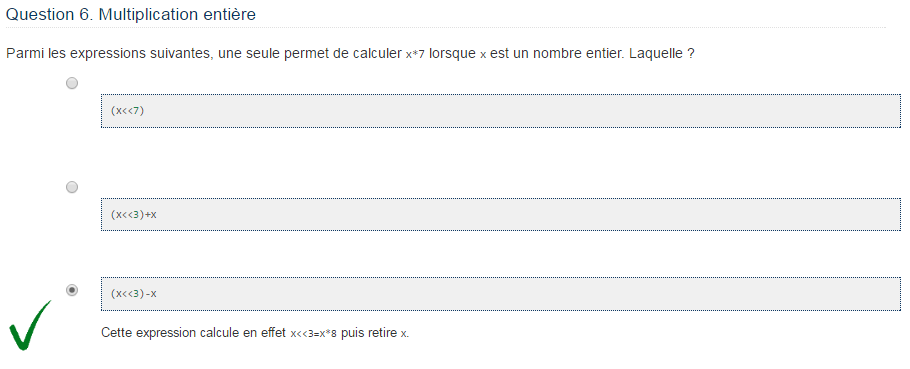 Question 6. Multiplication entière
Parmi les expressions suivantes, une seule permet de calculer x*7 lorsque x est un nombre entier. Laquelle ?
(x<<7)
(x<<3)+x
(x<<3)-x
Cette expression calcule en effet x<<3=x*8 puis retire x.